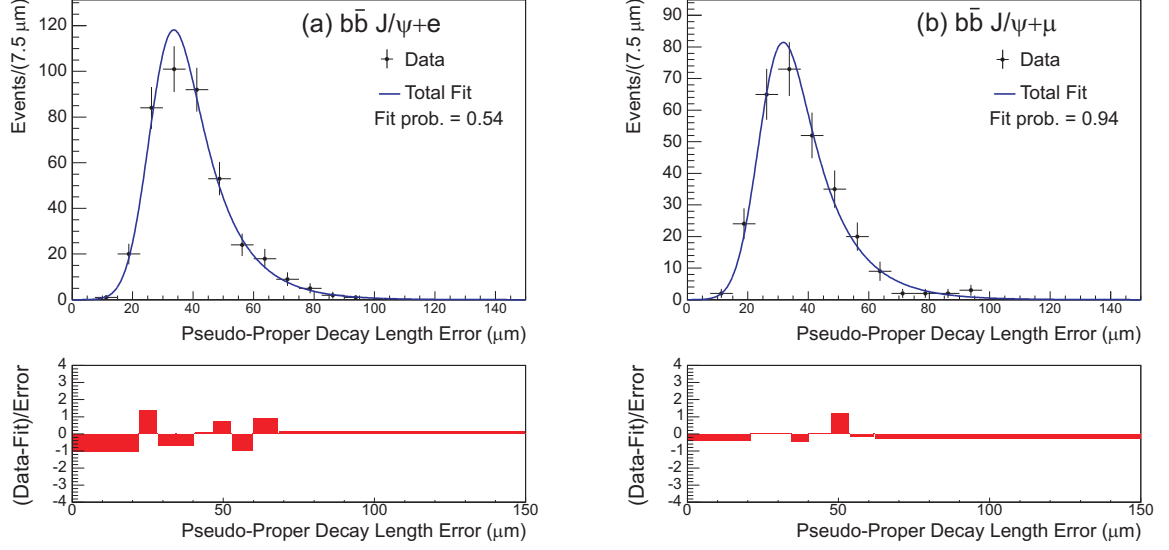 (a) bb̄ J/ψ+e
Data
Total Fit
Fit prob. = 0.54
Events/(7.5 μm)
120
100
80
60
40
20
0
0 20 40 60 80 100 120 140
Pseudo-Proper Decay Length Error (μm)
(Data-Fit)/Error
4
3
2
1
0
-1
-2
-3
-4
0 50 100 150
Pseudo-Proper Decay Length Error (μm)
(b) bb̄ J/ψ+μ
Data
Total Fit
Fit prob. = 0.94
Events/(7.5 μm)
90
80
70
60
50
40
30
20
10
0
0 20 40 60 80 100 120 140
Pseudo-Proper Decay Length Error (μm)
(Data-Fit)/Error
4
3
2
1
0
-1
-2
-3
-4
0 50 100 150
Pseudo-Proper Decay Length Error (μm)